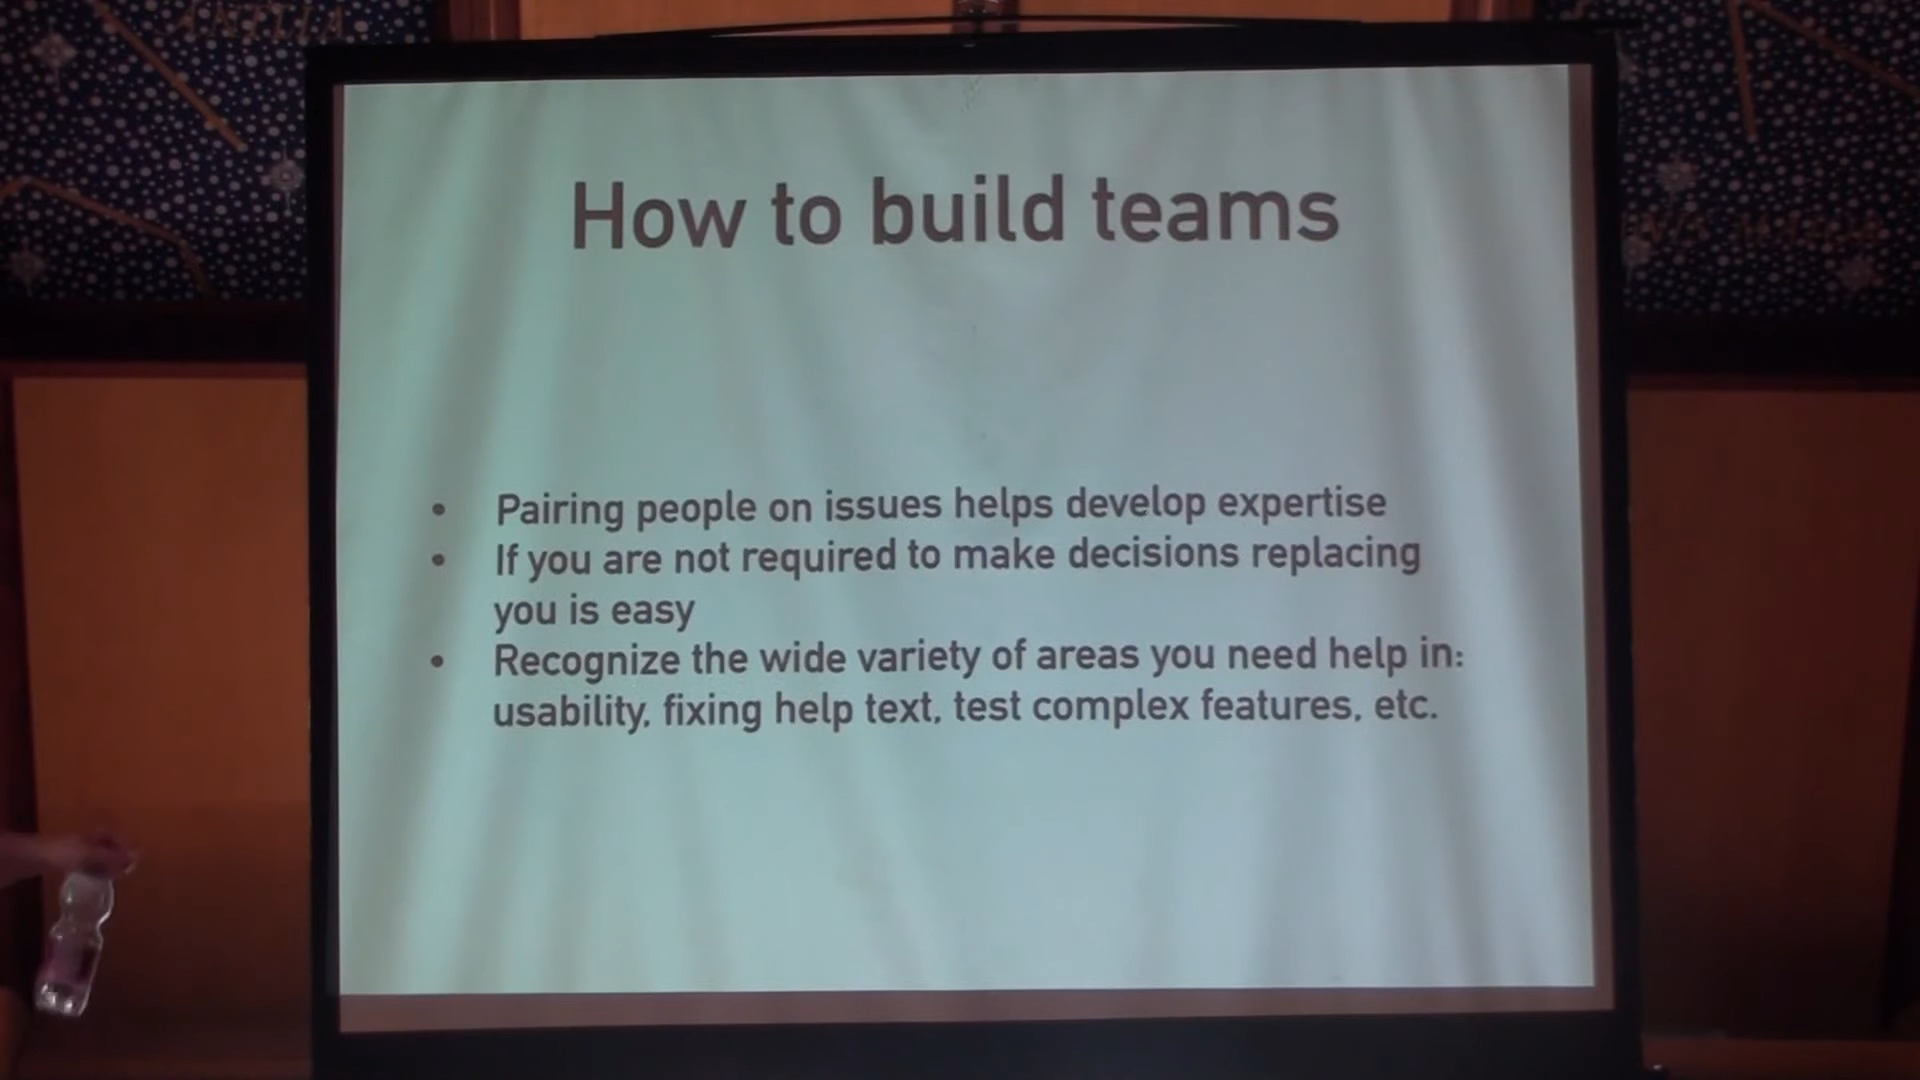 How to build teams
• Pairing people on issues helps develop expertise
• If you are not required to make decisions replacing
you is easy
• Recognize the wide variety of areas you need help in:
usability, fixing help text, test complex features, etc.